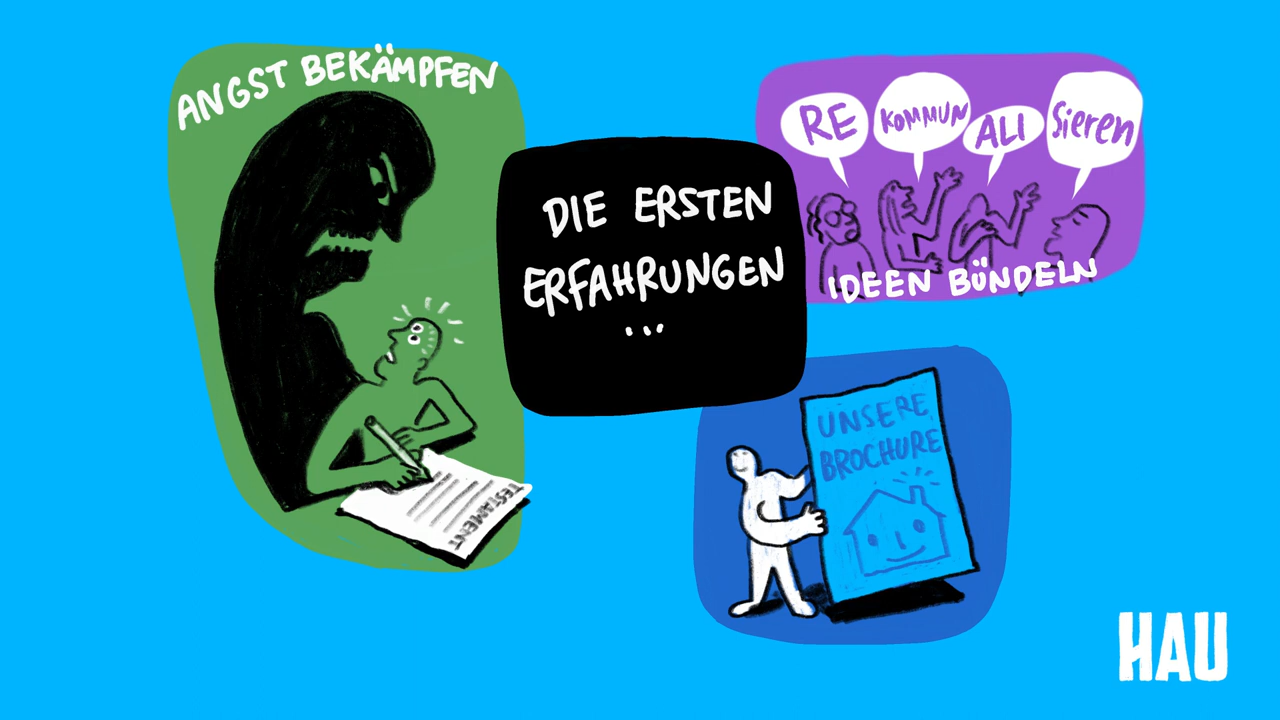 ANGST BEKÄMPFEN
TESTAMENT
DIE ERSTEN
ERFAHRUNGEN
...
RE
KOMMUN
ALI
Sieren
IDEEN BÜNDELN
UNSERE
BROCHURE
HAU